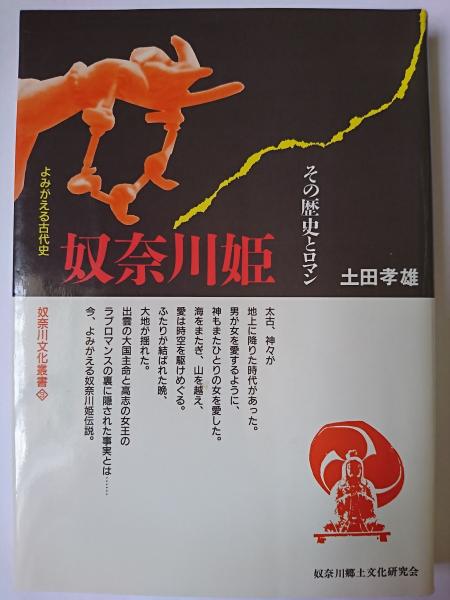 よみがえる古代史
奴奈川姫
その歴史とロマン
土田孝雄
太古、神々が
地上に降りた時代があった。
男が女を愛するように、
神もまたひとりの女を愛した。
海をまたぎ、山を越え、
愛は時空を駆けめぐる。
ふたりが結ばれた晩、
大地が揺れた。
出雲の大国主命と高志の女王の
ラブロマンスの裏に隠された事実とは……
今、よみがえる奴奈川姫伝説。
奴奈川文化叢書
奴奈川郷土文化研究会